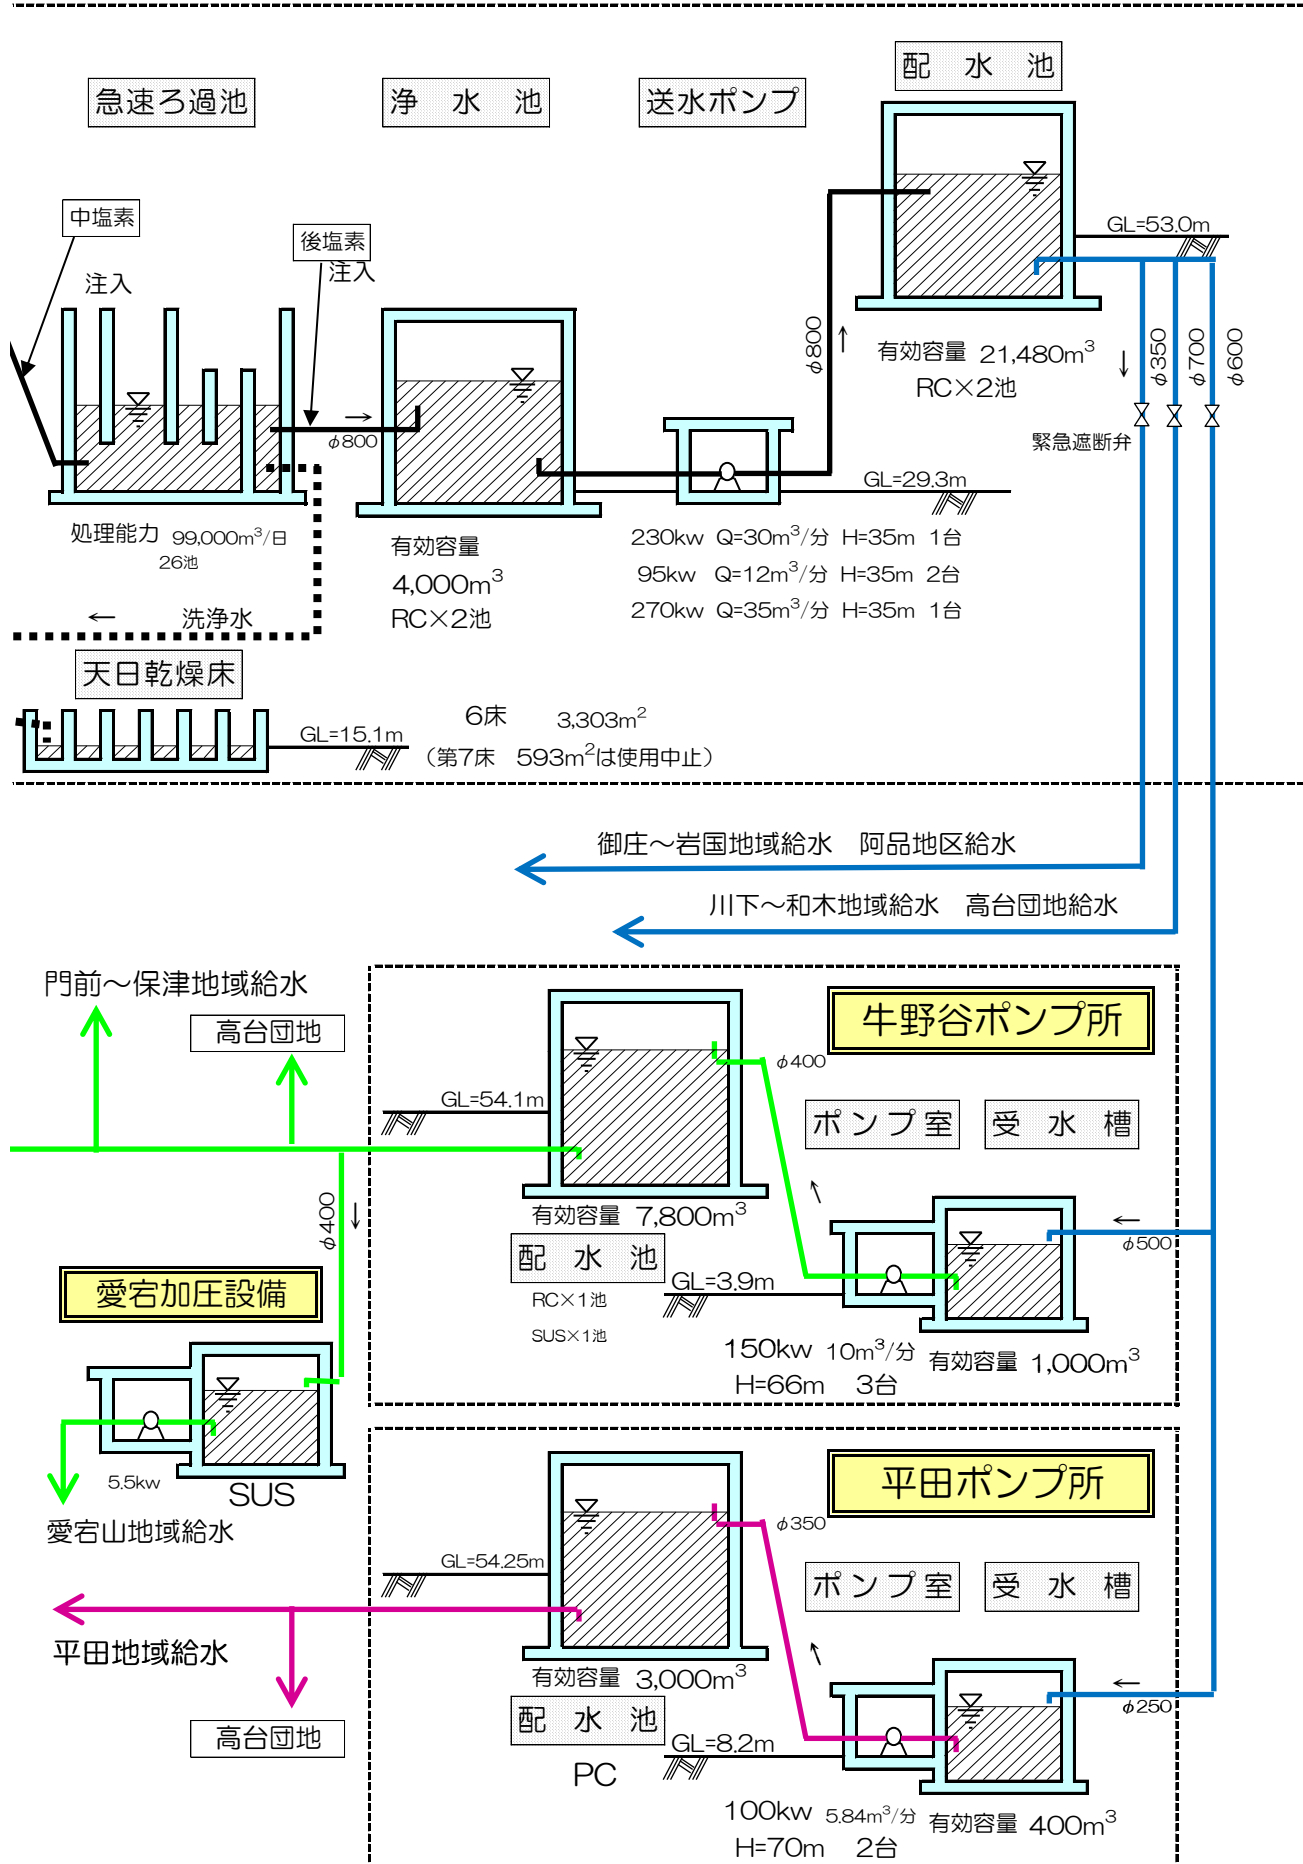 配 水 池
急速ろ過池
浄 水 池
送水ポンプ
中塩素
注入
後塩素
注入
GL=53.0m
φ800
有効容量 21,480m³
RC×2池
φ350
φ700
φ600
緊急遮断弁
φ800
GL=29.3m
処理能力 99,000m³/日
26池
有効容量
4,000m³
RC×2池
230kw Q=30m³/分 H=35m 1台
95kw Q=12m³/分 H=35m 2台
270kw Q=35m³/分 H=35m 1台
← 洗浄水
天日乾燥床
GL=15.1m
6床 3,303m²
（第7床 593m²は使用中止）
御庄～岩国地域給水 阿品地区給水
川下～和木地域給水 高台団地給水
門前～保津地域給水
高台団地
牛野谷ポンプ所
φ400
GL=54.1m
ポンプ室
受 水 槽
φ400
有効容量 7,800m³
配 水 池
RC×1池
SUS×1池
GL=3.9m
φ500
150kw 10m³/分
H=66m 3台
有効容量 1,000m³
愛宕加圧設備
5.5kw
SUS
愛宕山地域給水
平田ポンプ所
φ350
GL=54.25m
ポンプ室
受 水 槽
平田地域給水
高台団地
有効容量 3,000m³
配 水 池
PC
GL=8.2m
φ250
100kw 5.84m³/分
H=70m 2台
有効容量 400m³